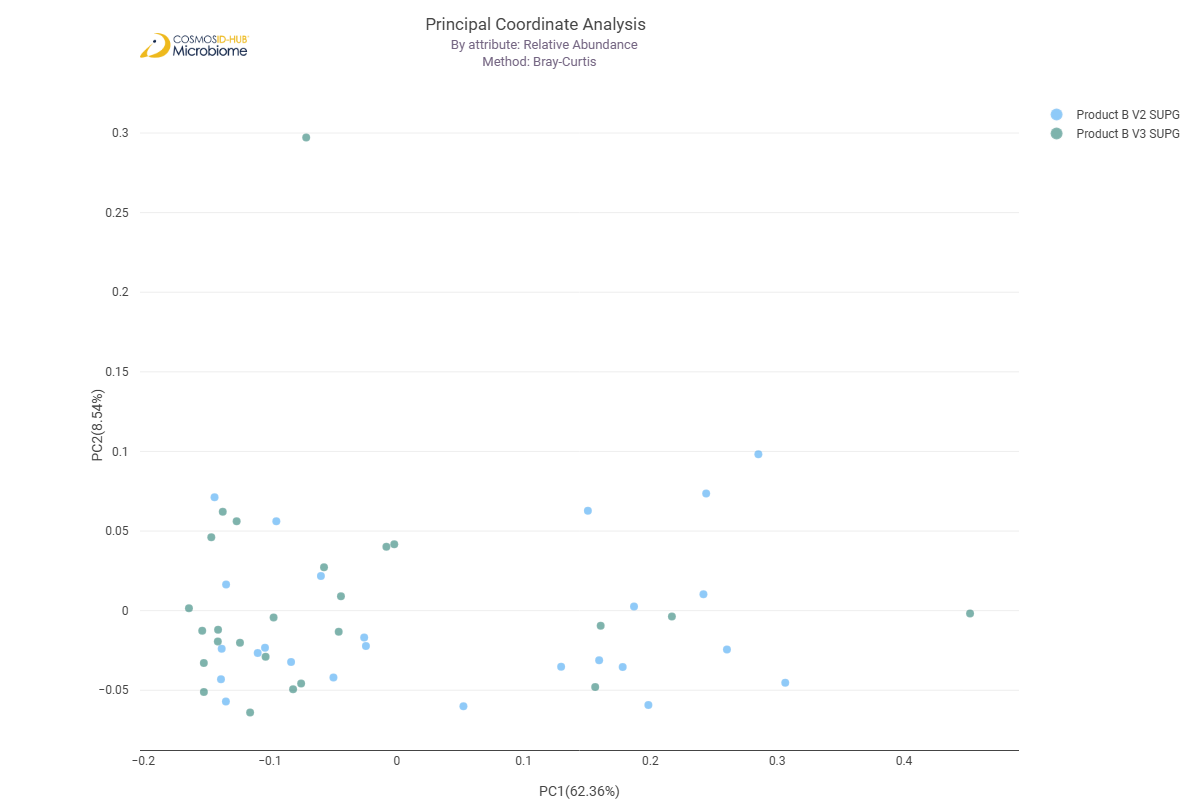 Principal Coordinate Analysis
By attribute: Relative Abundance
Method: Bray-Curtis
COSMOSID-HUB
Microbiome
Product B V2 SUPG
Product B V3 SUPG
0.3
0.25
0.2
0.15
0.1
0.05
0
−0.05
PC2(8.54%)
−0.2
−0.1
0
0.1
0.2
0.3
0.4
PC1(62.36%)